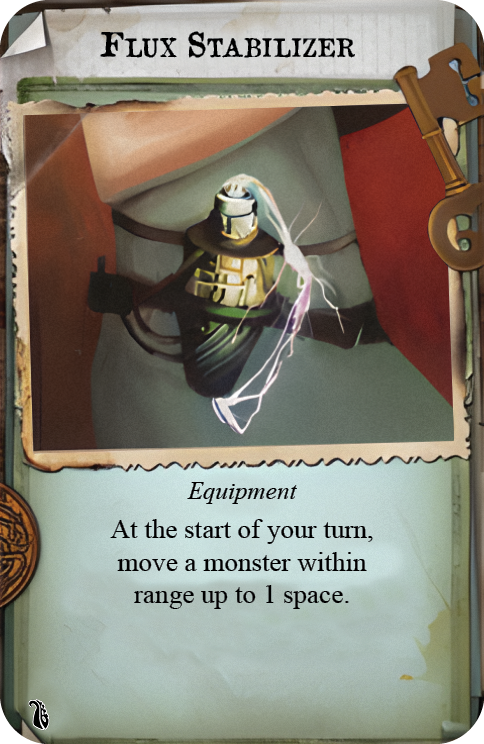 Flux Stabilizer
Equipment
At the start of your turn,
move a monster within
range up to 1 space.